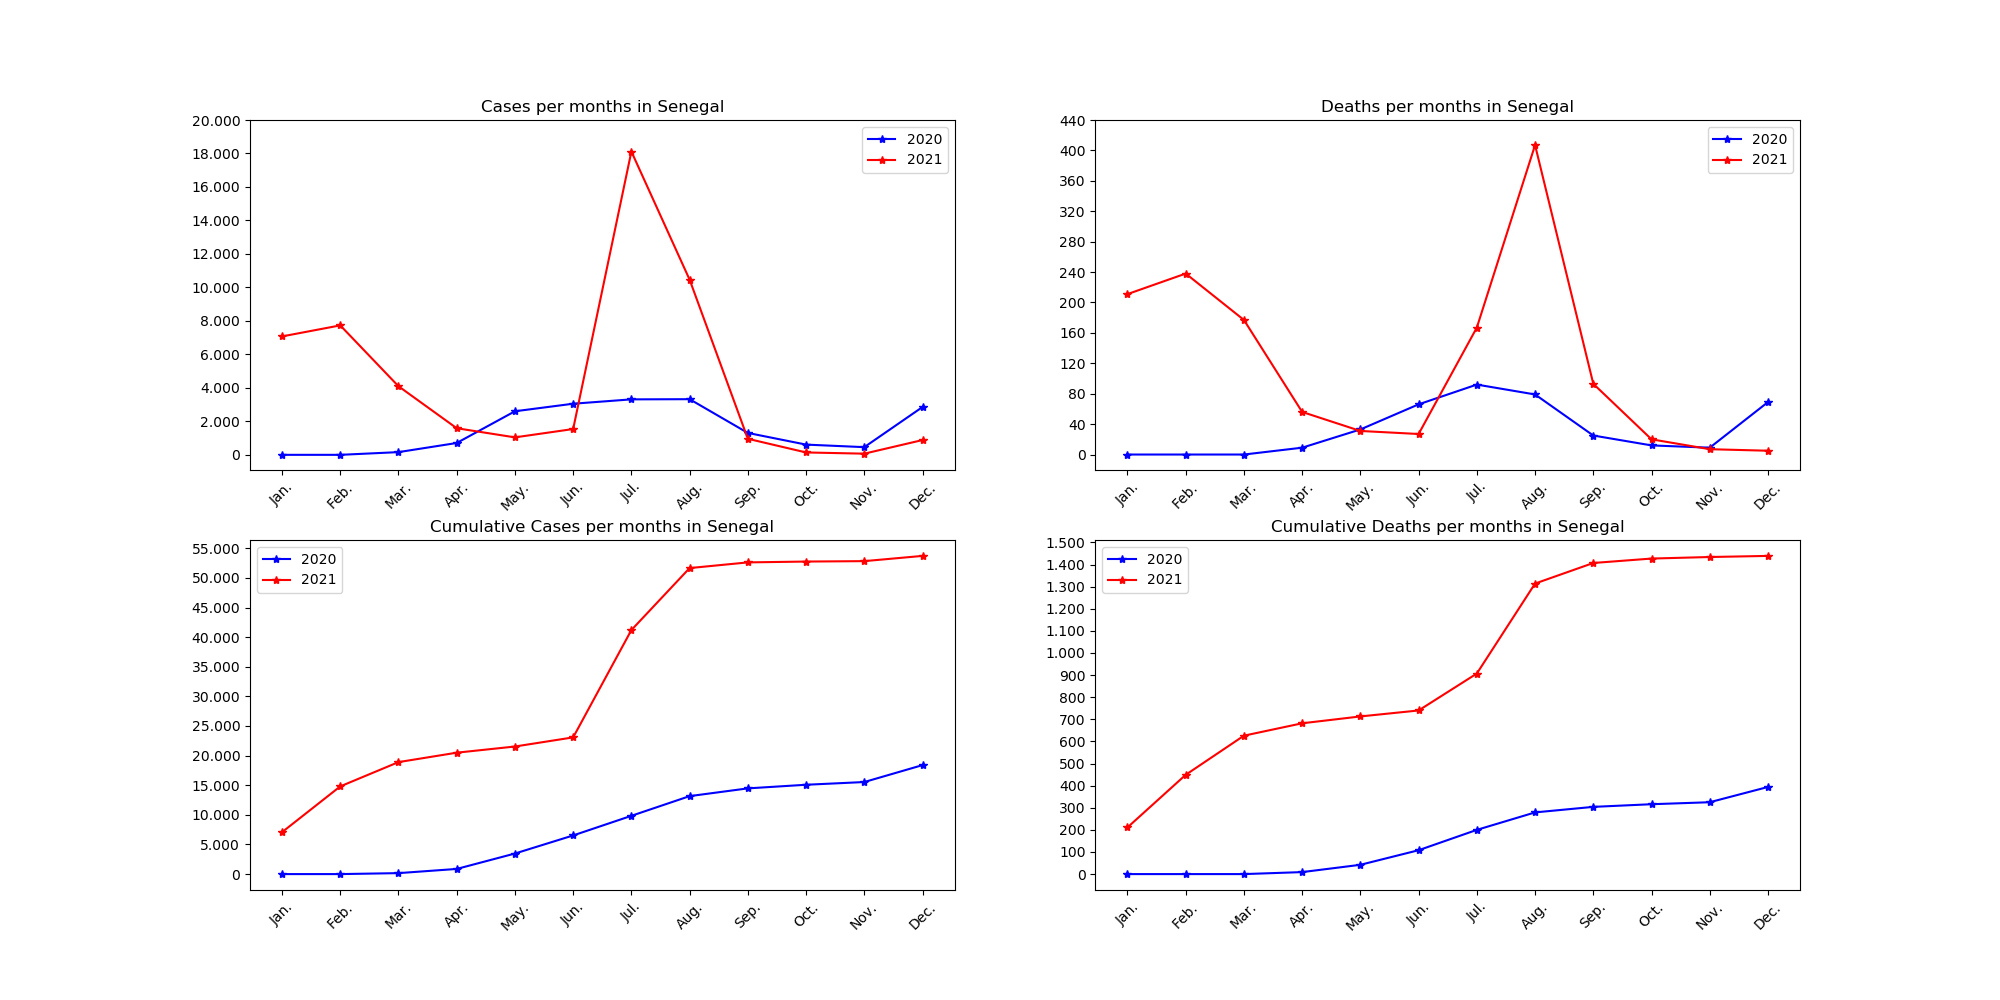 Cases per months in Senegal
20.000
18.000
16.000
14.000
12.000
10.000
8.000
6.000
4.000
2.000
0
2020
2021
Jan.
Feb.
Mar.
Apr.
May.
Jun.
Jul.
Aug.
Sep.
Oct.
Nov.
Dec.
Deaths per months in Senegal
440
400
360
320
280
240
200
160
120
80
40
0
2020
2021
Jan.
Feb.
Mar.
Apr.
May.
Jun.
Jul.
Aug.
Sep.
Oct.
Nov.
Dec.
Cumulative Cases per months in Senegal
55.000
50.000
45.000
40.000
35.000
30.000
25.000
20.000
15.000
10.000
5.000
0
2020
2021
Jan.
Feb.
Mar.
Apr.
May.
Jun.
Jul.
Aug.
Sep.
Oct.
Nov.
Dec.
Cumulative Deaths per months in Senegal
1.500
1.400
1.300
1.200
1.100
1.000
900
800
700
600
500
400
300
200
100
0
2020
2021
Jan.
Feb.
Mar.
Apr.
May.
Jun.
Jul.
Aug.
Sep.
Oct.
Nov.
Dec.